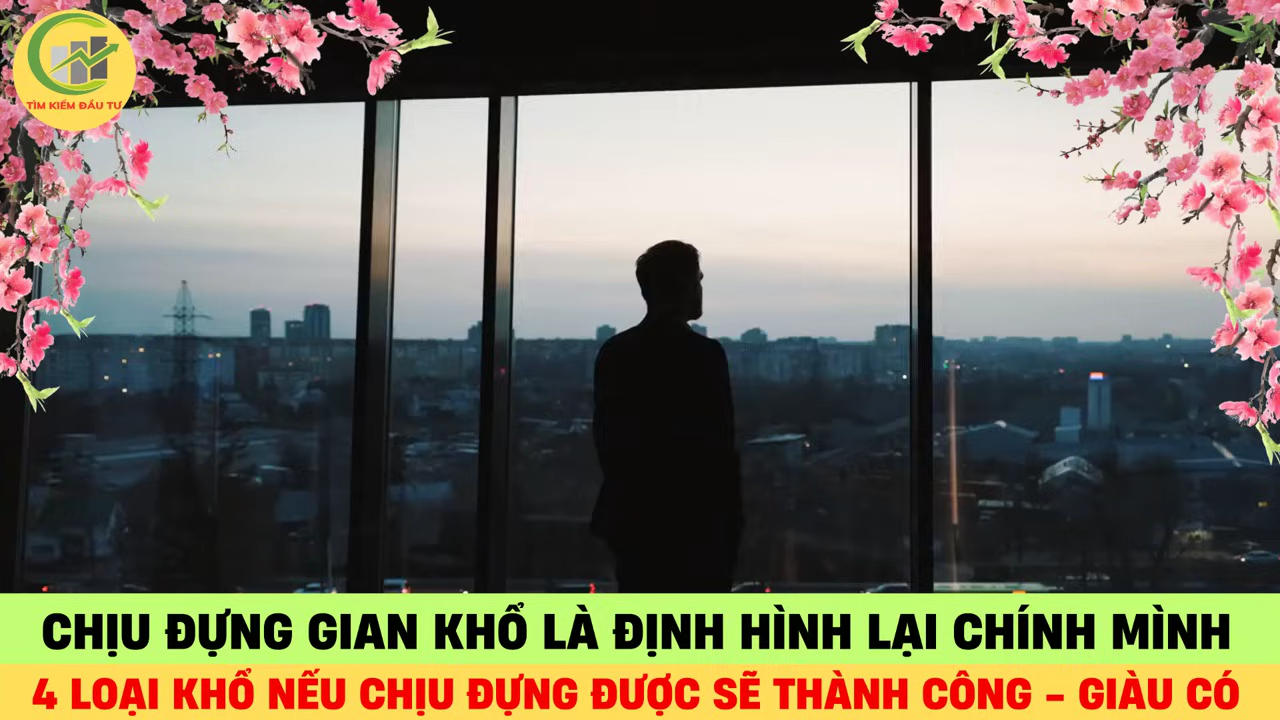 TÌM KIẾM ĐẦU TƯ
CHỊU ĐỰNG GIAN KHỔ LÀ ĐỊNH HÌNH LẠI CHÍNH MÌNH
4 LOẠI KHỔ NẾU CHỊU ĐỰNG ĐƯỢC SẼ THÀNH CÔNG - GIÀU CÓ